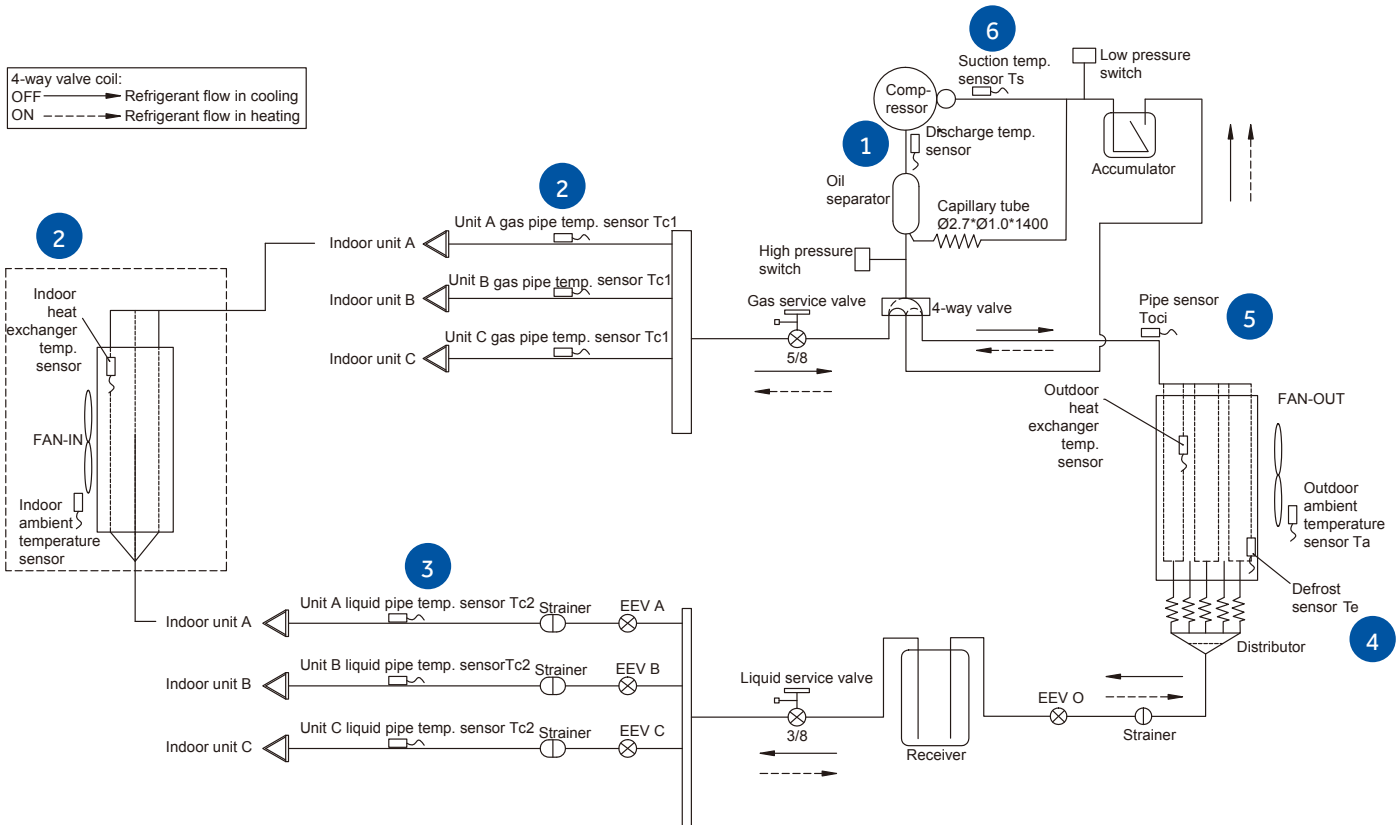 4-way valve coil:
OFF Refrigerant flow in cooling
ON Refrigerant flow in heating
2
Indoor
heat
exchanger
temp.
sensor
FAN-IN
Indoor
ambient
temperature
sensor
2
Unit A gas pipe temp. sensor Tc1
Indoor unit A
Unit B gas pipe temp. sensor Tc1
Indoor unit B
Unit C gas pipe temp. sensor Tc1
Indoor unit C
Gas service valve
5/8
6
Suction temp.
sensor Ts
Low pressure
switch
Comp-
ressor
1
Discharge temp.
sensor
Oil
separator
Accumulator
Capillary tube
Ø2.7*Ø1.0*1400
High pressure
switch
4-way valve
Pipe sensor
Toci
5
Outdoor
heat
exchanger
temp.
sensor
FAN-OUT
Outdoor
ambient
temperature
sensor Ta
Defrost
sensor Te
4
Distributor
3
Unit A liquid pipe temp. sensor Tc2
Strainer
EEV A
Indoor unit A
Unit B liquid pipe temp. sensorTc2
Strainer
EEV B
Indoor unit B
Unit C liquid pipe temp. sensor Tc2
Strainer
EEV C
Indoor unit C
Liquid service valve
3/8
Receiver
EEV O
Strainer